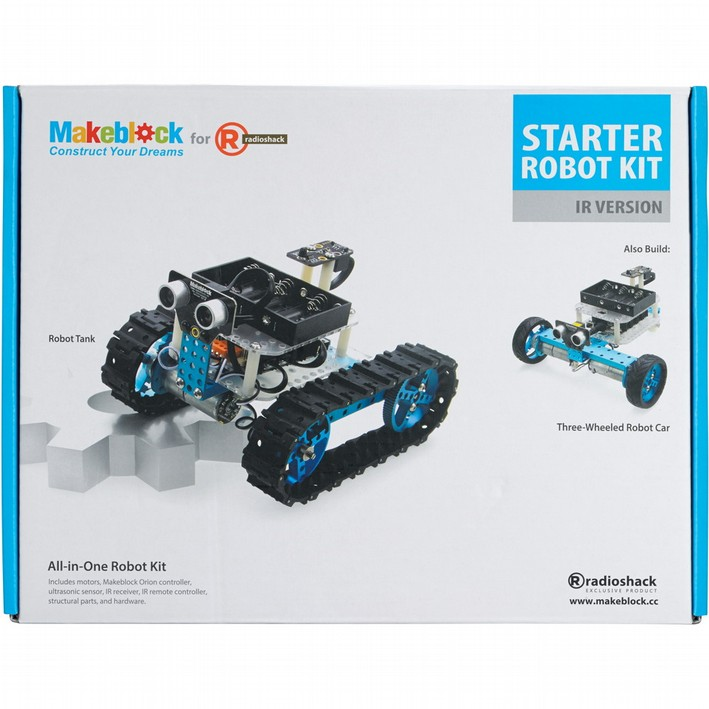 Makeblock for R radioshack
Construct Your Dreams
STARTER
ROBOT KIT
IR VERSION
Also Build:
Makeblock
Robot Tank
Three-Wheeled Robot Car
All-in-One Robot Kit
Includes motors, Makeblock Orion controller,
ultrasonic sensor, IR receiver, IR remote controller,
structural parts, and hardware.
R radioshack
EXCLUSIVE PRODUCT
www.makeblock.cc